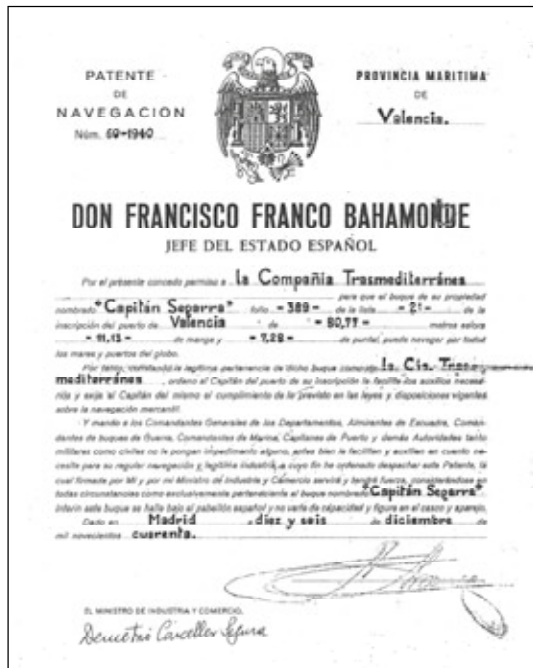 PATENTE
DE
NAVEGACION
Núm. 60-1940
PROVINCIA MARITIMA
DE
Valencia.
DON FRANCISCO FRANCO BAHAMONDE
JEFE DEL ESTADO ESPAÑOL
Por el presente concedo permiso a la Compañia Trasmediterránea
para que el buque de su propiedad
nombrado "Capitán Segarra" folio -389- de la lista -2ª- de la
inscripción del puerto de Valencia de -80,77- metros eslora
-11,13- de manga y -7,28- de puntal, pueda navegar por todos
los mares y puertos del globo.
Por tanto, la legítima pertenencia de dicho buque la Cía. Tras-
mediterránea, ordeno al Capitán del puerto de su inscripción le facilite los auxilios necesa-
rios y exija al Capitán del mismo el cumplimiento de lo previsto en las leyes y disposiciones vigentes
sobre la navegación mercantil.
Y mando a los Comandantes Generales de los Departamentos, Almirantes de Escuadra, Coman-
dantes de buques de Guerra, Comandantes de Marina, Capitanes de Puerto y demás Autoridades tanto
militares como civiles no le pongan impedimento alguno, antes bien le faciliten y auxilien en cuanto ne-
cesite para su regular navegación y legítima industria, a cuyo fin he ordenado despachar esta Patente, la
cual firmada por Mí y por mi Ministro de Industria y Comercio servirá y tendrá fuerza, considerándose en
todas circunstancias como exclusivamente perteneciente al buque nombrado "Capitán Segarra"
ínterin este buque se halle bajo el pabellón español y no varíe de capacidad y figura en el casco y aparejo.
Dado en Madrid a diez y seis de diciembre de
mil novecientos cuarenta.
EL MINISTRO DE INDUSTRIA Y COMERCIO,
Demetrio Carceller Segura